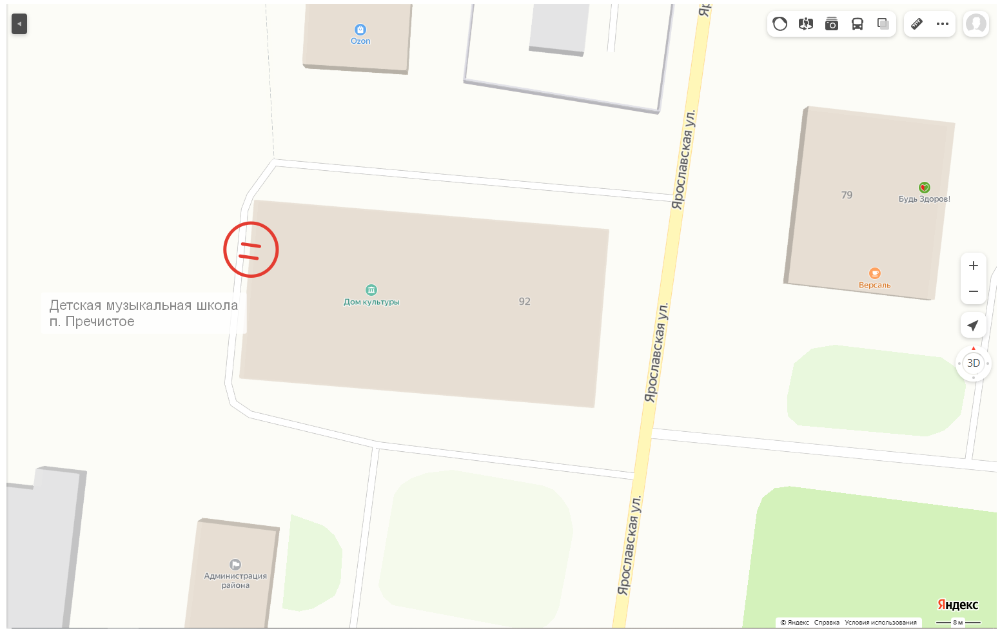 Яр
Ozon
Ярославская ул.
79
Будь Здоров!
Версаль
Дом культуры
92
Детская музыкальная школа
п. Пречистое
Ярославская ул.
3D
Ярославская ул.
Администрация
района
Яндекс
© Яндекс Справка Условия использования
8 м